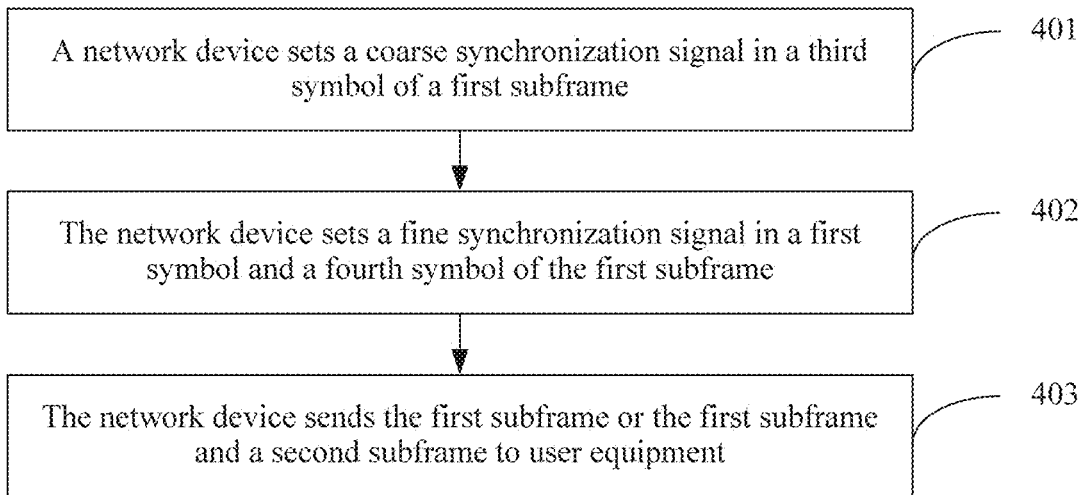 A network device sets a coarse synchronization signal in a third
symbol of a first subframe
401
The network device sets a fine synchronization signal in a first
symbol and a fourth symbol of the first subframe
402
The network device sends the first subframe or the first subframe
and a second subframe to user equipment
403